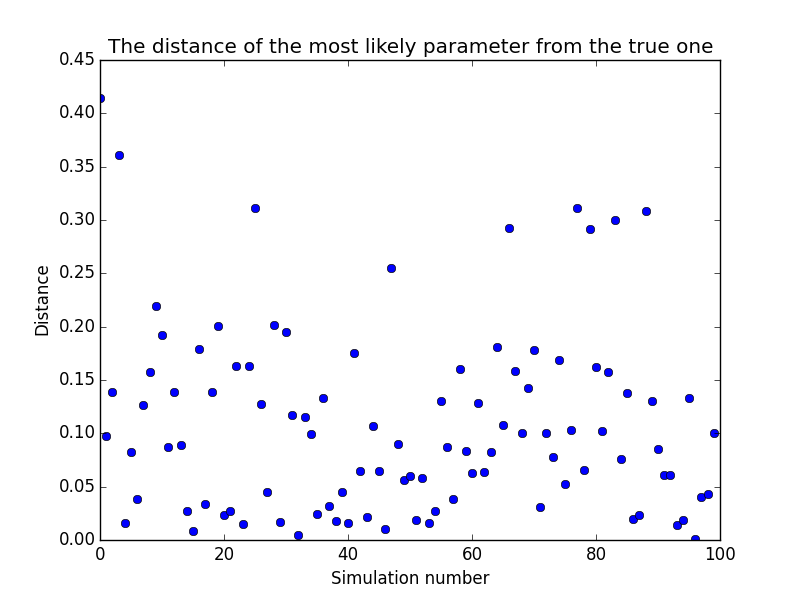 The distance of the most likely parameter from the true one
0.45
0.40
0.35
0.30
0.25
0.20
0.15
0.10
0.05
0.00
Distance
0 20 40 60 80 100
Simulation number